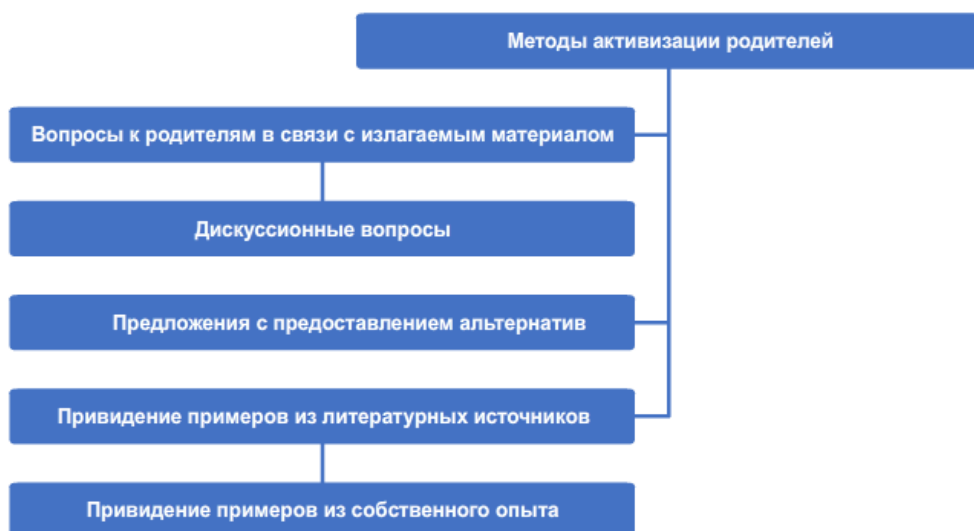 Методы активизации родителей
Вопросы к родителям в связи с излагаемым материалом
Дискуссионные вопросы
Предложения с предоставлением альтернатив
Привидение примеров из литературных источников
Привидение примеров из собственного опыта